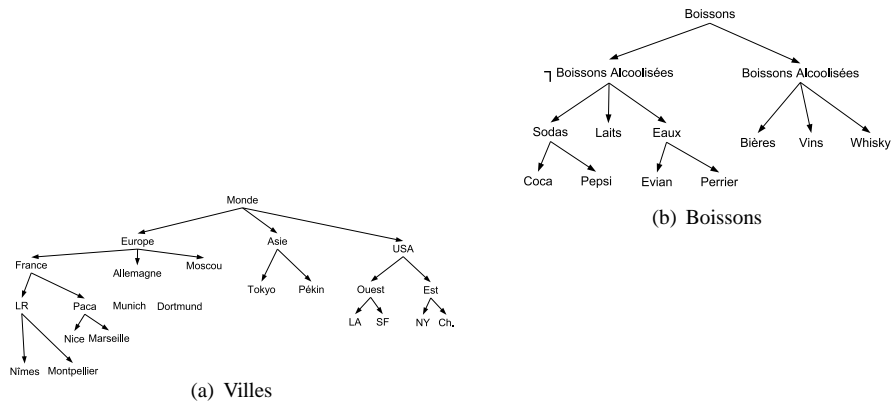 Boissons
¬ Boissons Alcoolisées Boissons Alcoolisées
Sodas Laits Eaux Bières Vins Whisky
Coca Pepsi Evian Perrier
(b) Boissons
Monde
Europe Asie USA
France Allemagne Moscou
Tokyo Pékin Ouest Est
LR Paca Munich Dortmund
LA SF NY Ch.
Nice Marseille
Nîmes Montpellier
(a) Villes